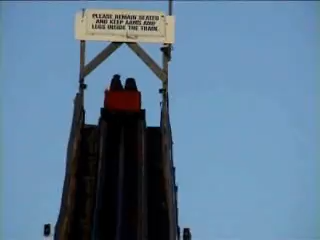 PLEASE REMAIN SEATED
AND KEEP ARMS AND
LEGS INSIDE THE TRAIN.